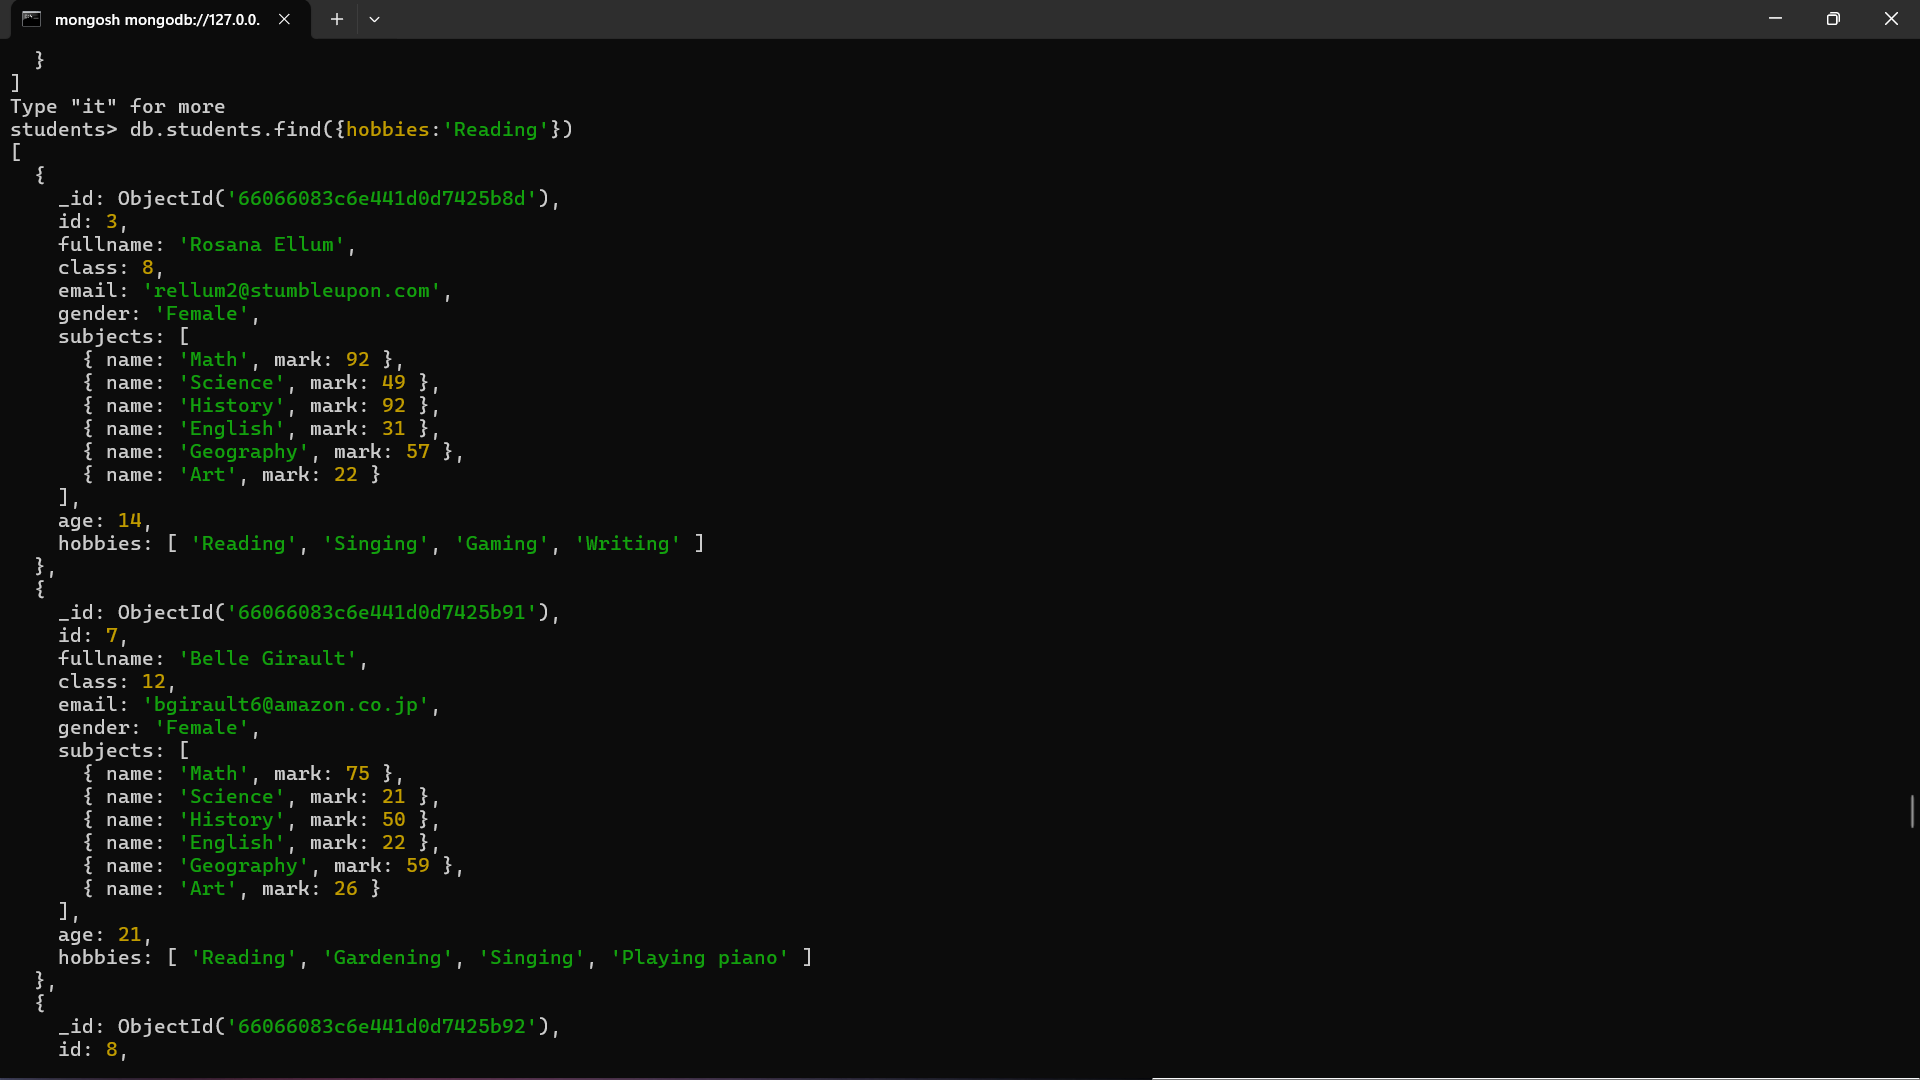 mongosh mongodb://127.0.0.
  }
]
Type "it" for more
students> db.students.find({hobbies:'Reading'})
[
  {
    _id: ObjectId('66066083c6e441d0d7425b8d'),
    id: 3,
    fullname: 'Rosana Ellum',
    class: 8,
    email: 'rellum2@stumbleupon.com',
    gender: 'Female',
    subjects: [
      { name: 'Math', mark: 92 },
      { name: 'Science', mark: 49 },
      { name: 'History', mark: 92 },
      { name: 'English', mark: 31 },
      { name: 'Geography', mark: 57 },
      { name: 'Art', mark: 22 }
    ],
    age: 14,
    hobbies: [ 'Reading', 'Singing', 'Gaming', 'Writing' ]
  },
  {
    _id: ObjectId('66066083c6e441d0d7425b91'),
    id: 7,
    fullname: 'Belle Girault',
    class: 12,
    email: 'bgirault6@amazon.co.jp',
    gender: 'Female',
    subjects: [
      { name: 'Math', mark: 75 },
      { name: 'Science', mark: 21 },
      { name: 'History', mark: 50 },
      { name: 'English', mark: 22 },
      { name: 'Geography', mark: 59 },
      { name: 'Art', mark: 26 }
    ],
    age: 21,
    hobbies: [ 'Reading', 'Gardening', 'Singing', 'Playing piano' ]
  },
  {
    _id: ObjectId('66066083c6e441d0d7425b92'),
    id: 8,